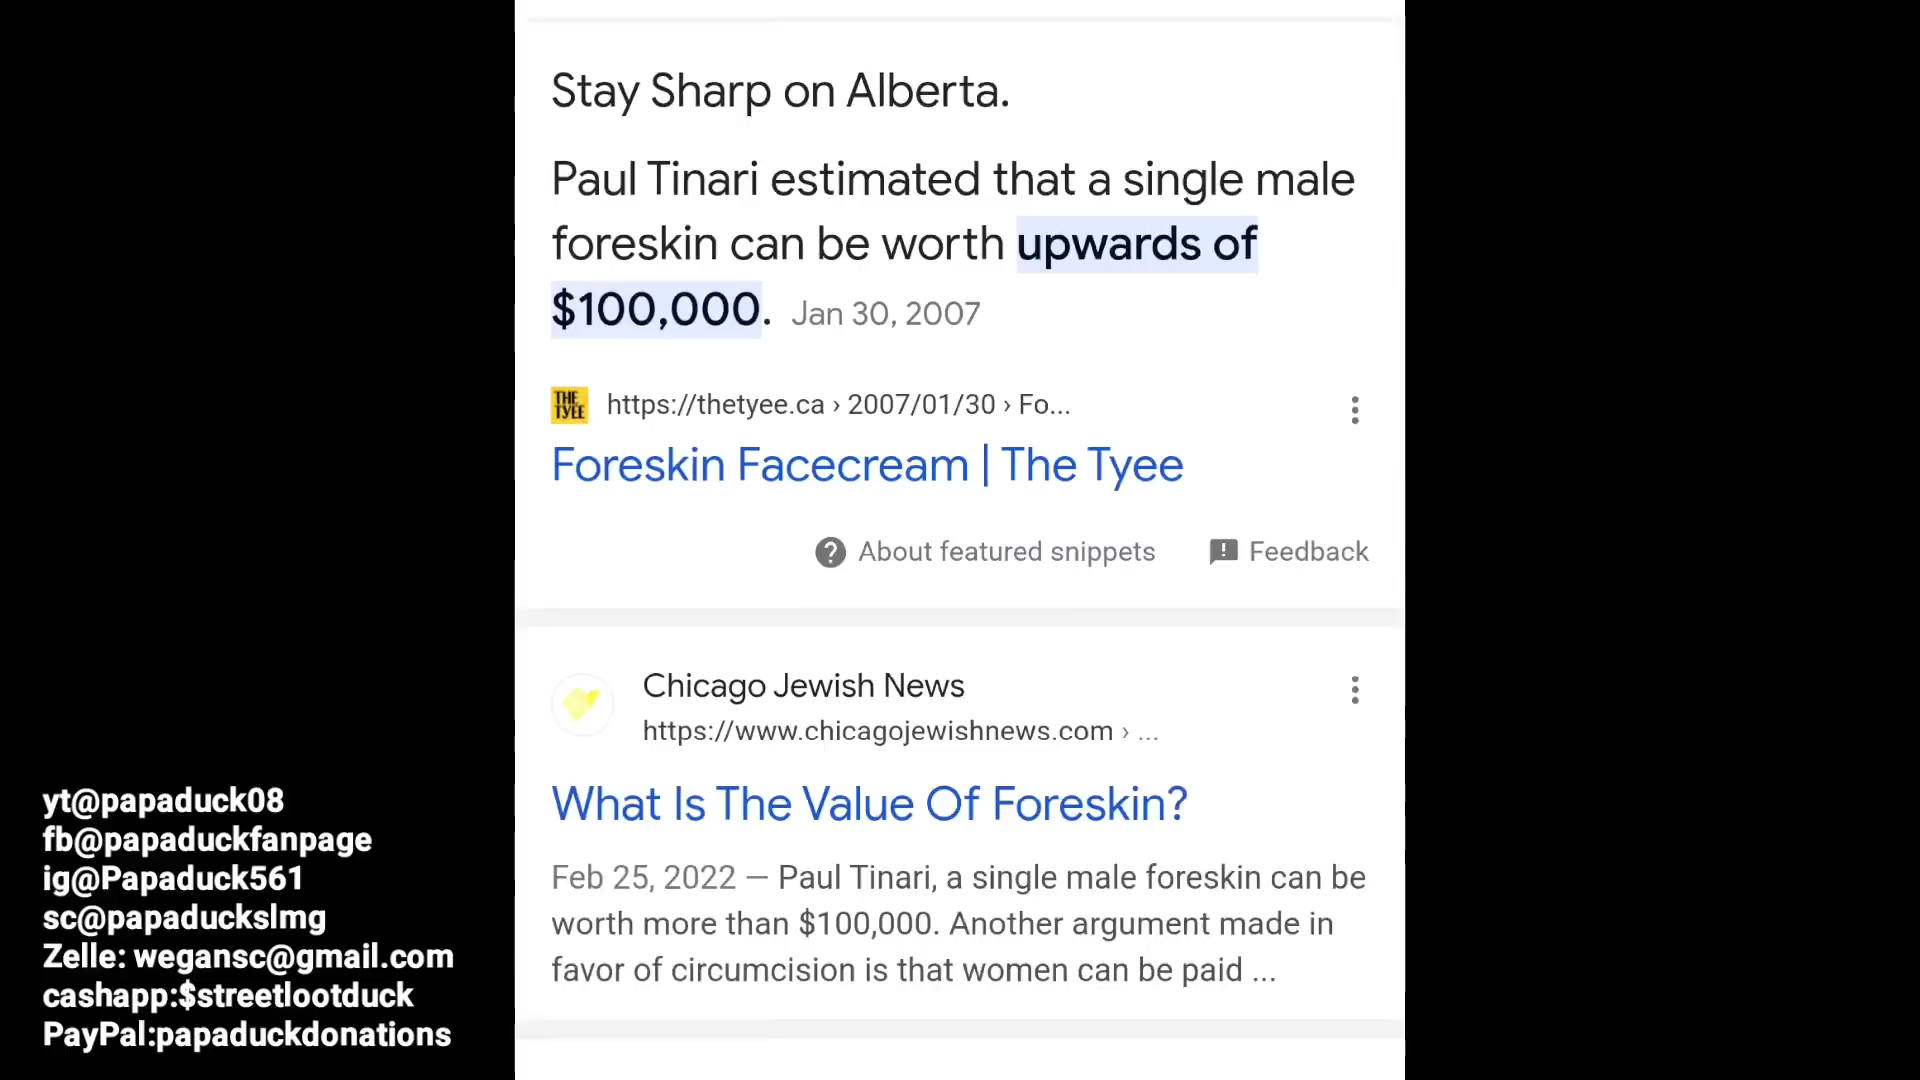 Stay Sharp on Alberta.
Paul Tinari estimated that a single male
foreskin can be worth upwards of
$100,000. Jan 30, 2007
THE TYEE
https://thetyee.ca › 2007/01/30 › Fo...
Foreskin Facecream | The Tyee
About featured snippets
Feedback
Chicago Jewish News
https://www.chicagojewishnews.com › ...
What Is The Value Of Foreskin?
Feb 25, 2022 — Paul Tinari, a single male foreskin can be
worth more than $100,000. Another argument made in
favor of circumcision is that women can be paid ...
yt@papaduck08
fb@papaduckfanpage
ig@Papaduck561
sc@papaduckslmg
Zelle: wegansc@gmail.com
cashapp:$streetlootduck
PayPal:papaduckdonations